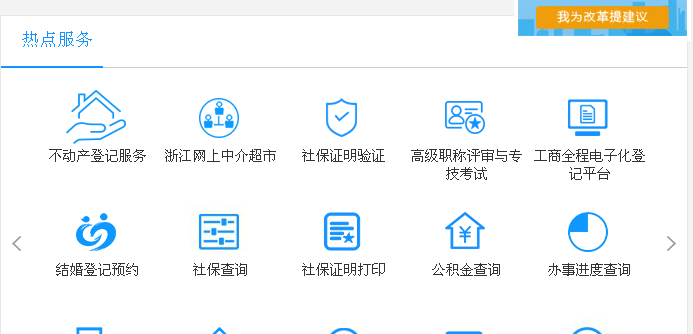 我为改革提建议
热点服务
不动产登记服务 浙江网上中介超市 社保证明验证 高级职称评审与专 工商全程电子化登
技考试 记平台
结婚登记预约 社保查询 社保证明打印 公积金查询 办事进度查询